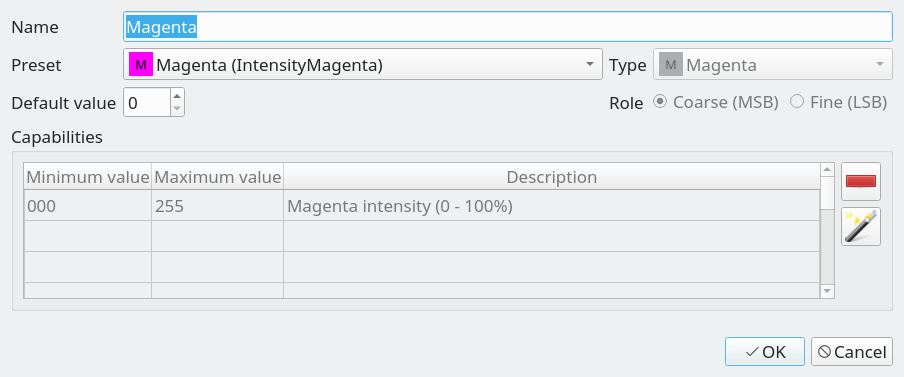 Name Magenta
Preset M Magenta (IntensityMagenta) Type M Magenta
Default value 0 Role Coarse (MSB) Fine (LSB)
Capabilities
Minimum value Maximum value Description
000 255 Magenta intensity (0 - 100%)
OK Cancel